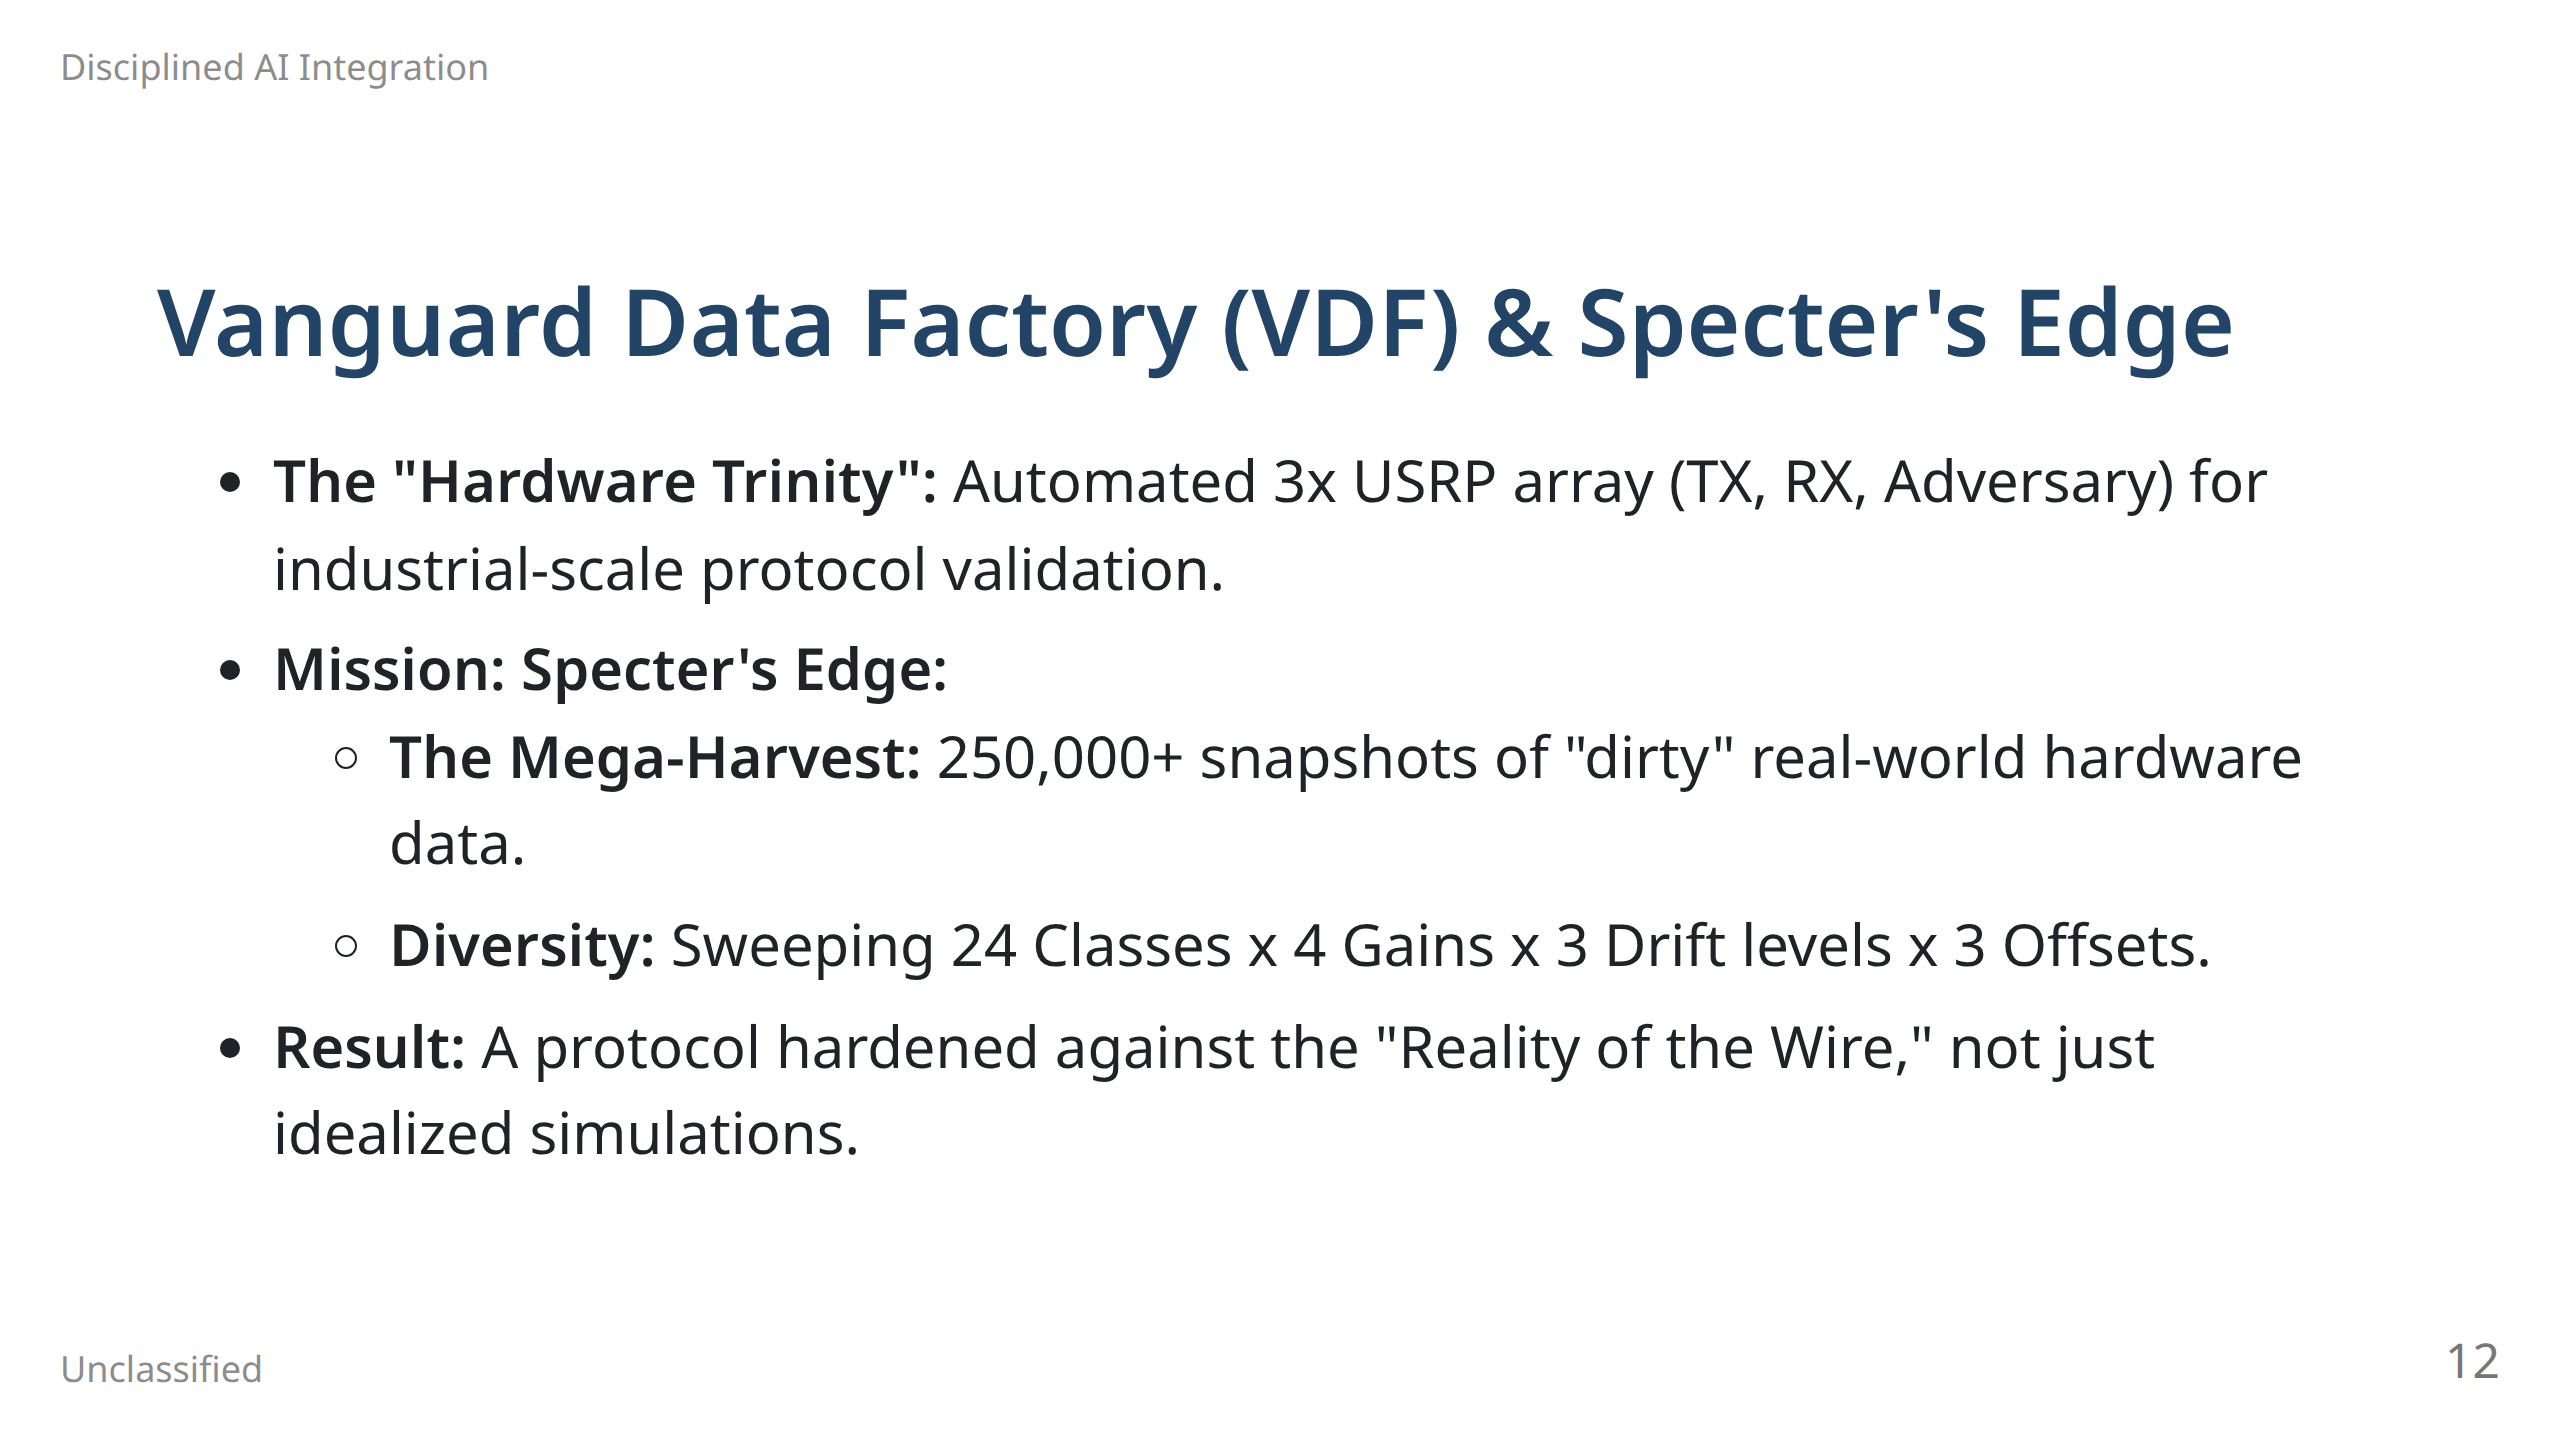 Disciplined AI Integration
Vanguard Data Factory (VDF) & Specter's Edge
The "Hardware Trinity": Automated 3x USRP array (TX, RX, Adversary) for
industrial-scale protocol validation.
Mission: Specter's Edge:
The Mega-Harvest: 250,000+ snapshots of "dirty" real-world hardware
data.
Diversity: Sweeping 24 Classes x 4 Gains x 3 Drift levels x 3 Offsets.
Result: A protocol hardened against the "Reality of the Wire," not just
idealized simulations.
Unclassified
12